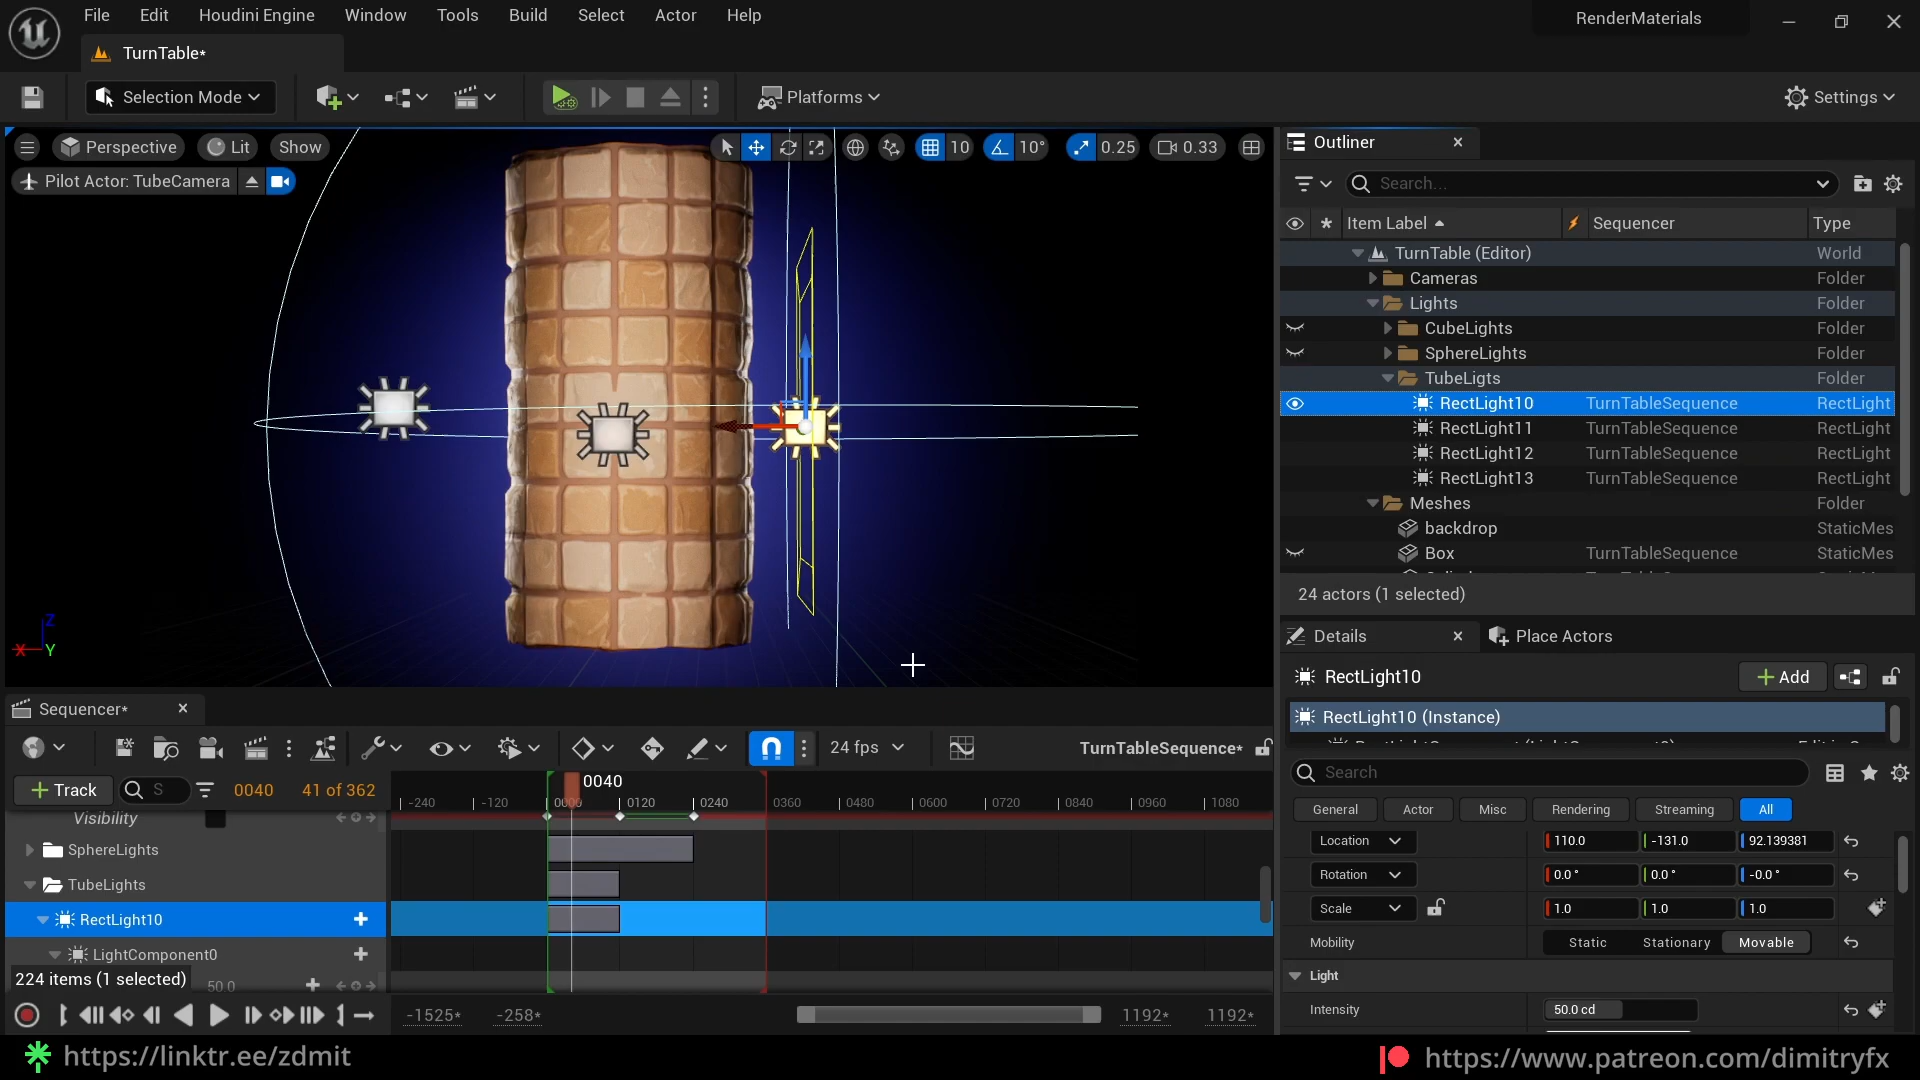 File Edit Houdini Engine Window Tools Build Select Actor Help
RenderMaterials
TurnTable*
Selection Mode
Platforms
Settings
Perspective Lit Show
10 10° 0.25 0.33
Pilot Actor: TubeCamera
Z
X Y
Outliner
Search...
Item Label Sequencer Type
TurnTable (Editor) World
Cameras Folder
Lights Folder
CubeLights Folder
SphereLights Folder
TubeLigts Folder
RectLight10 TurnTableSequence RectLight
RectLight11 TurnTableSequence RectLight
RectLight12 TurnTableSequence RectLight
RectLight13 TurnTableSequence RectLight
Meshes Folder
backdrop StaticMes
Box TurnTableSequence StaticMes
24 actors (1 selected)
Details Place Actors
RectLight10
Add
RectLight10 (Instance)
Search
General Actor Misc Rendering Streaming All
Location 110.0 -131.0 92.139381
Rotation 0.0 ° 0.0 ° -0.0 °
Scale 1.0 1.0 1.0
Mobility Static Stationary Movable
Light
Intensity 50.0 cd
Sequencer*
24 fps
TurnTableSequence*
Track S 0040 41 of 362
0040
-240 -120 0000 0120 0240 0360 0480 0600 0720 0840 0960 1080
Visibility
SphereLights
TubeLights
RectLight10
LightComponent0
224 items (1 selected) 50.0
-1525* -258* 1192* 1192*
https://linktr.ee/zdmit
https://www.patreon.com/dimitryfx